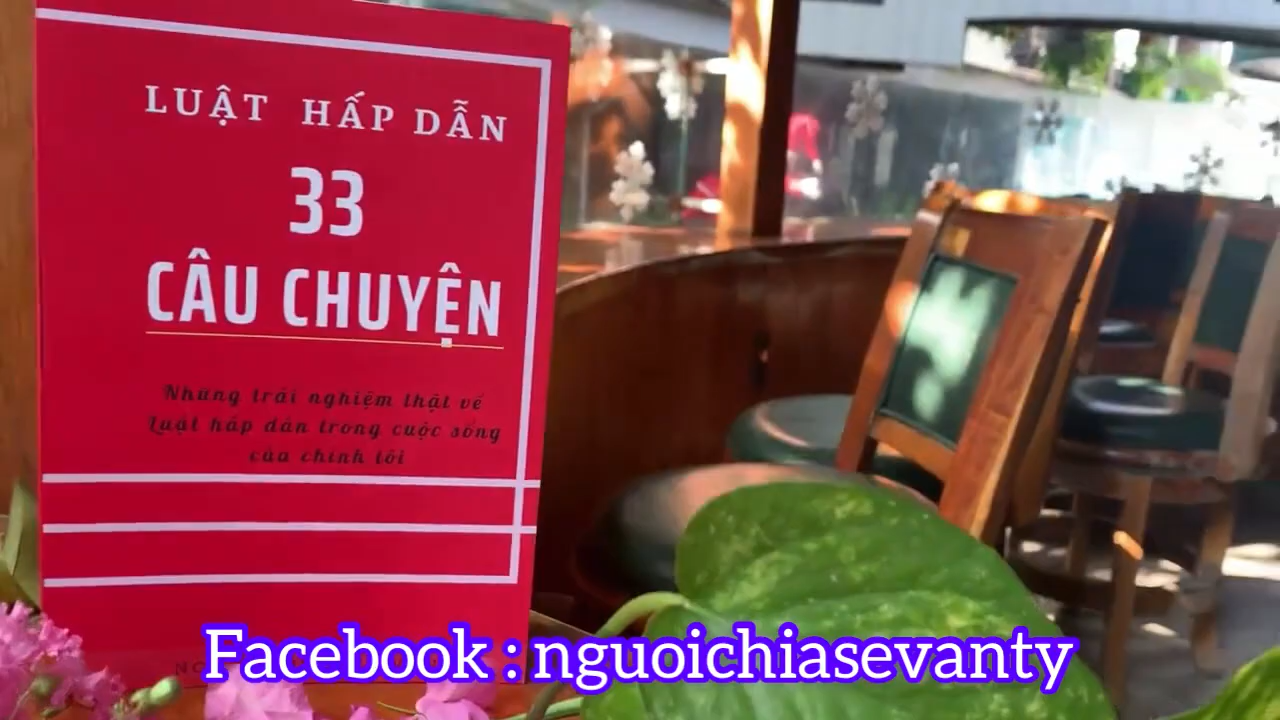 LUẬT HẤP DẪN
33
CÂU CHUYỆN
Những trải nghiệm thật về
Luật hấp dẫn trong cuộc sống
của chính tôi
Facebook : nguoichiasevanty